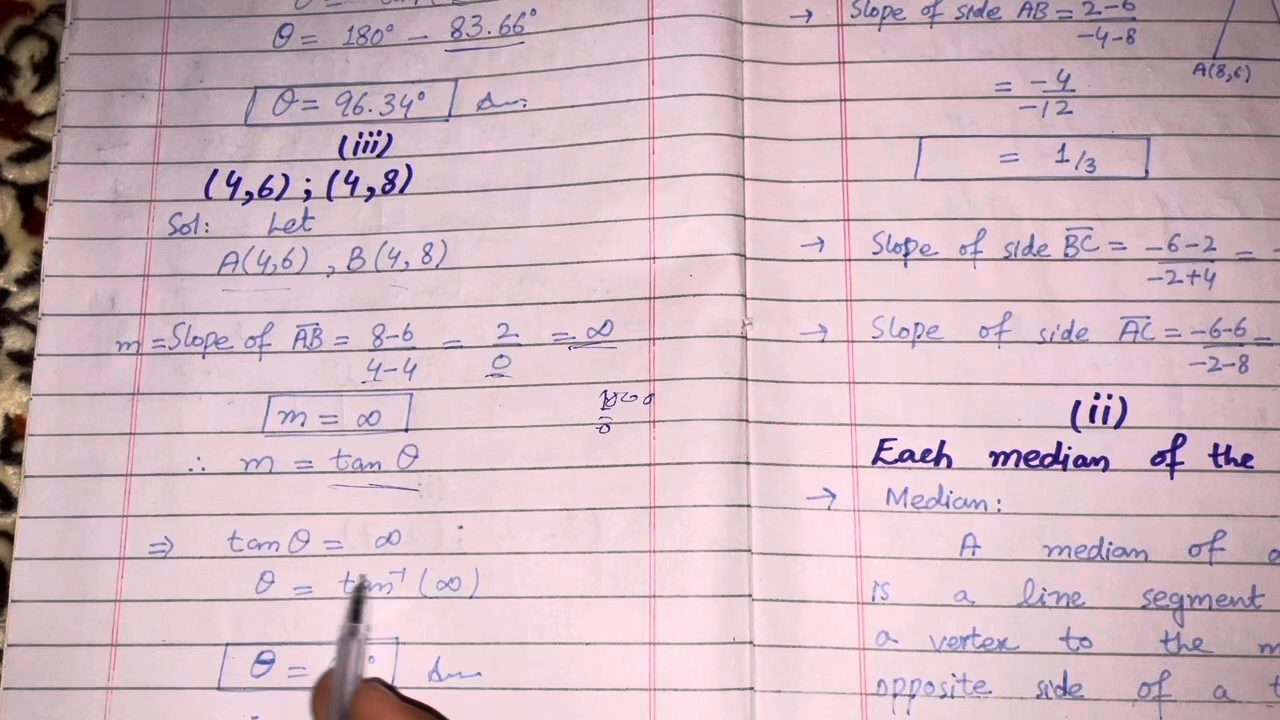 θ = 180° - 83.66°
θ = 96.34° Ans
(iii)
(4,6) ; (4,8)
Sol: Let
A(4,6) , B(4,8)
m = Slope of AB = 8-6/4-4 = 2/0 = ∞
m = ∞
∴ m = tan θ
⇒ tan θ = ∞ :
θ = tan⁻¹ (∞)
θ = ° Ans
→ Slope of side AB = 2-6/-4-8
A(8,6)
= -4/-12
= 1/3
→ Slope of side BC = -6-2/-2+4 =
→ Slope of side AC = -6-6/-2-8 =
(ii)
Each median of the
→ Median:
A median of
is a line segment
a vertex to the
opposite side of a